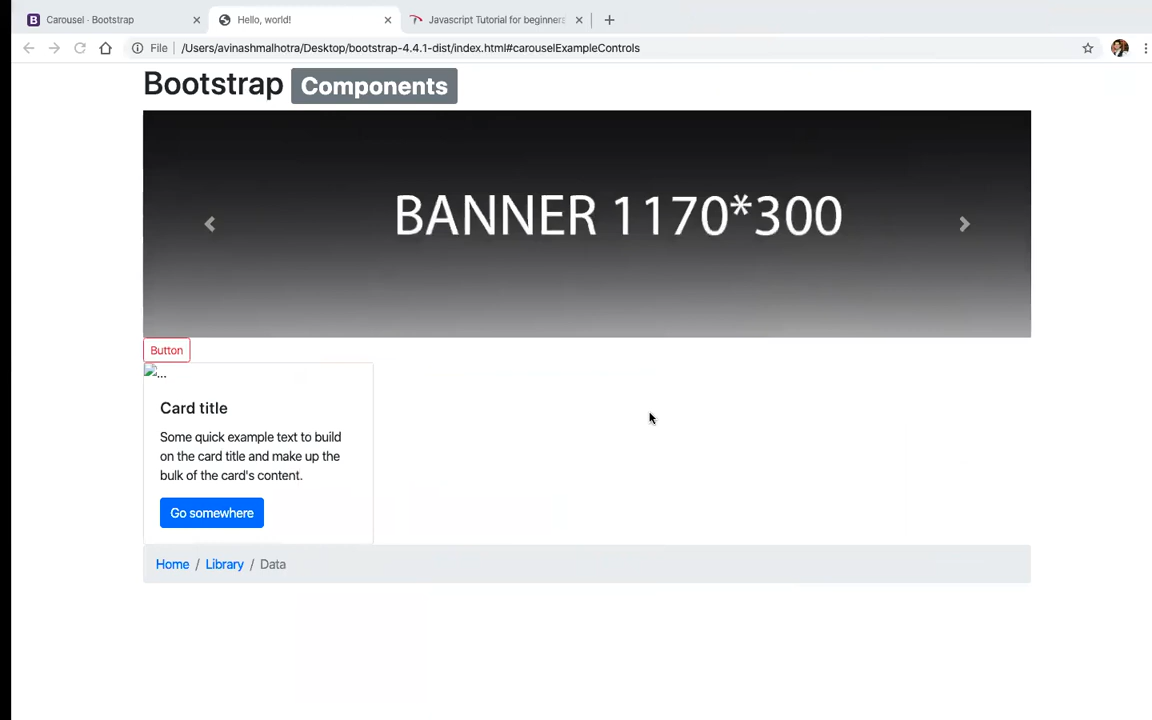 Carousel · Bootstrap
Hello, world!
Javascript Tutorial for beginners
File
/Users/avinashmalhotra/Desktop/bootstrap-4.4.1-dist/index.html#carouselExampleControls
Bootstrap Components
BANNER 1170*300
Button
...
Card title
Some quick example text to build
on the card title and make up the
bulk of the card's content.
Go somewhere
Home / Library / Data